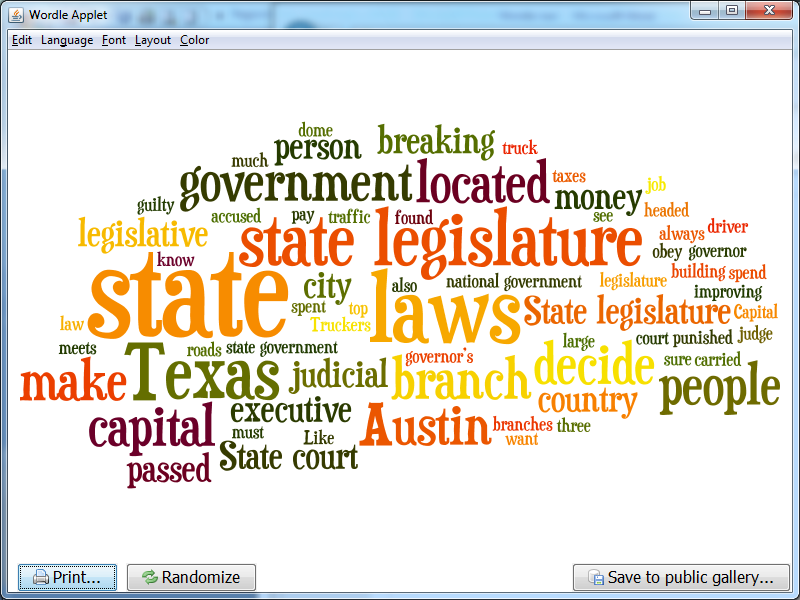 Wordle Applet
Edit Language Font Layout Color
dome
person breaking truck
much
government located taxes
money job
guilty accused pay traffic found see headed
legislative state legislature always driver
know obey governor
state city also national government legislature building spend
improving
spent top laws State legislature Capital
law Truckers
meets roads state government governor's large court punished judge
make Texas judicial branch decide sure carried
people
capital executive Austin country
must Like branches three
want
passed State court
Print... Randomize Save to public gallery...